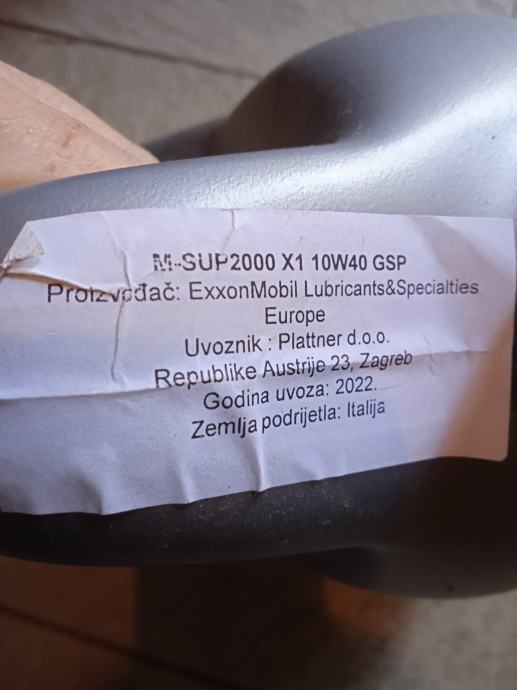 M-SUP2000 X1 10W40 GSP
Proizvođač: ExxonMobil Lubricants&Specialties
Europe
Uvoznik : Plattner d.o.o.
Republike Austrije 23, Zagreb
Godina uvoza: 2022.
Zemlja podrijetla: Italija